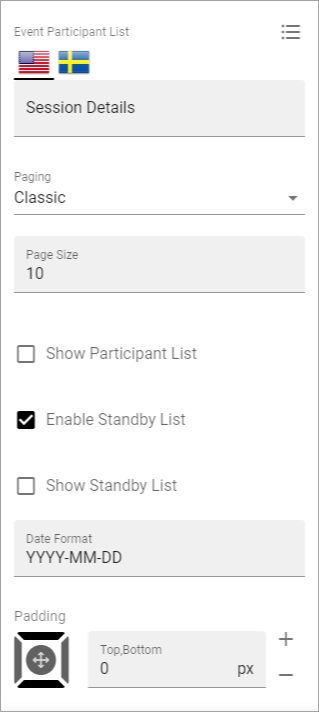 Event Participant List
Session Details
Paging
Classic
Page Size
10
Show Participant List
Enable Standby List
Show Standby List
Date Format
YYYY-MM-DD
Padding
Top,Bottom
0 px